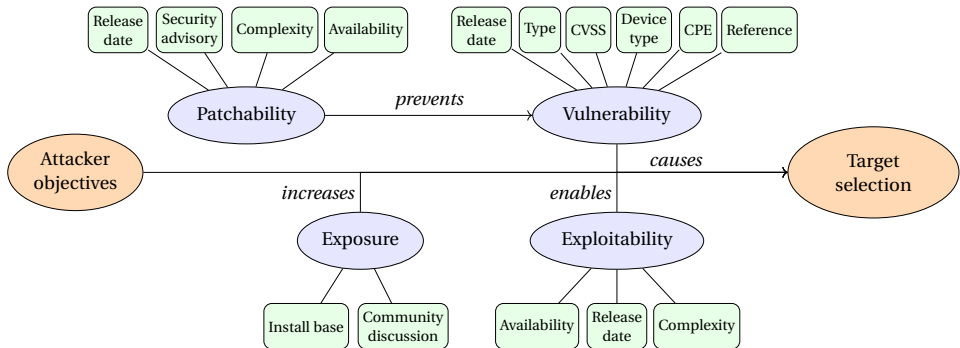 Release
date
Security
advisory
Complexity
Availability
Release
date
Type
CVSS
Device
type
CPE
Reference
Patchability
prevents
Vulnerability
Attacker
objectives
causes
Target
selection
increases
enables
Exposure
Exploitability
Install base
Community
discussion
Availability
Release
date
Complexity